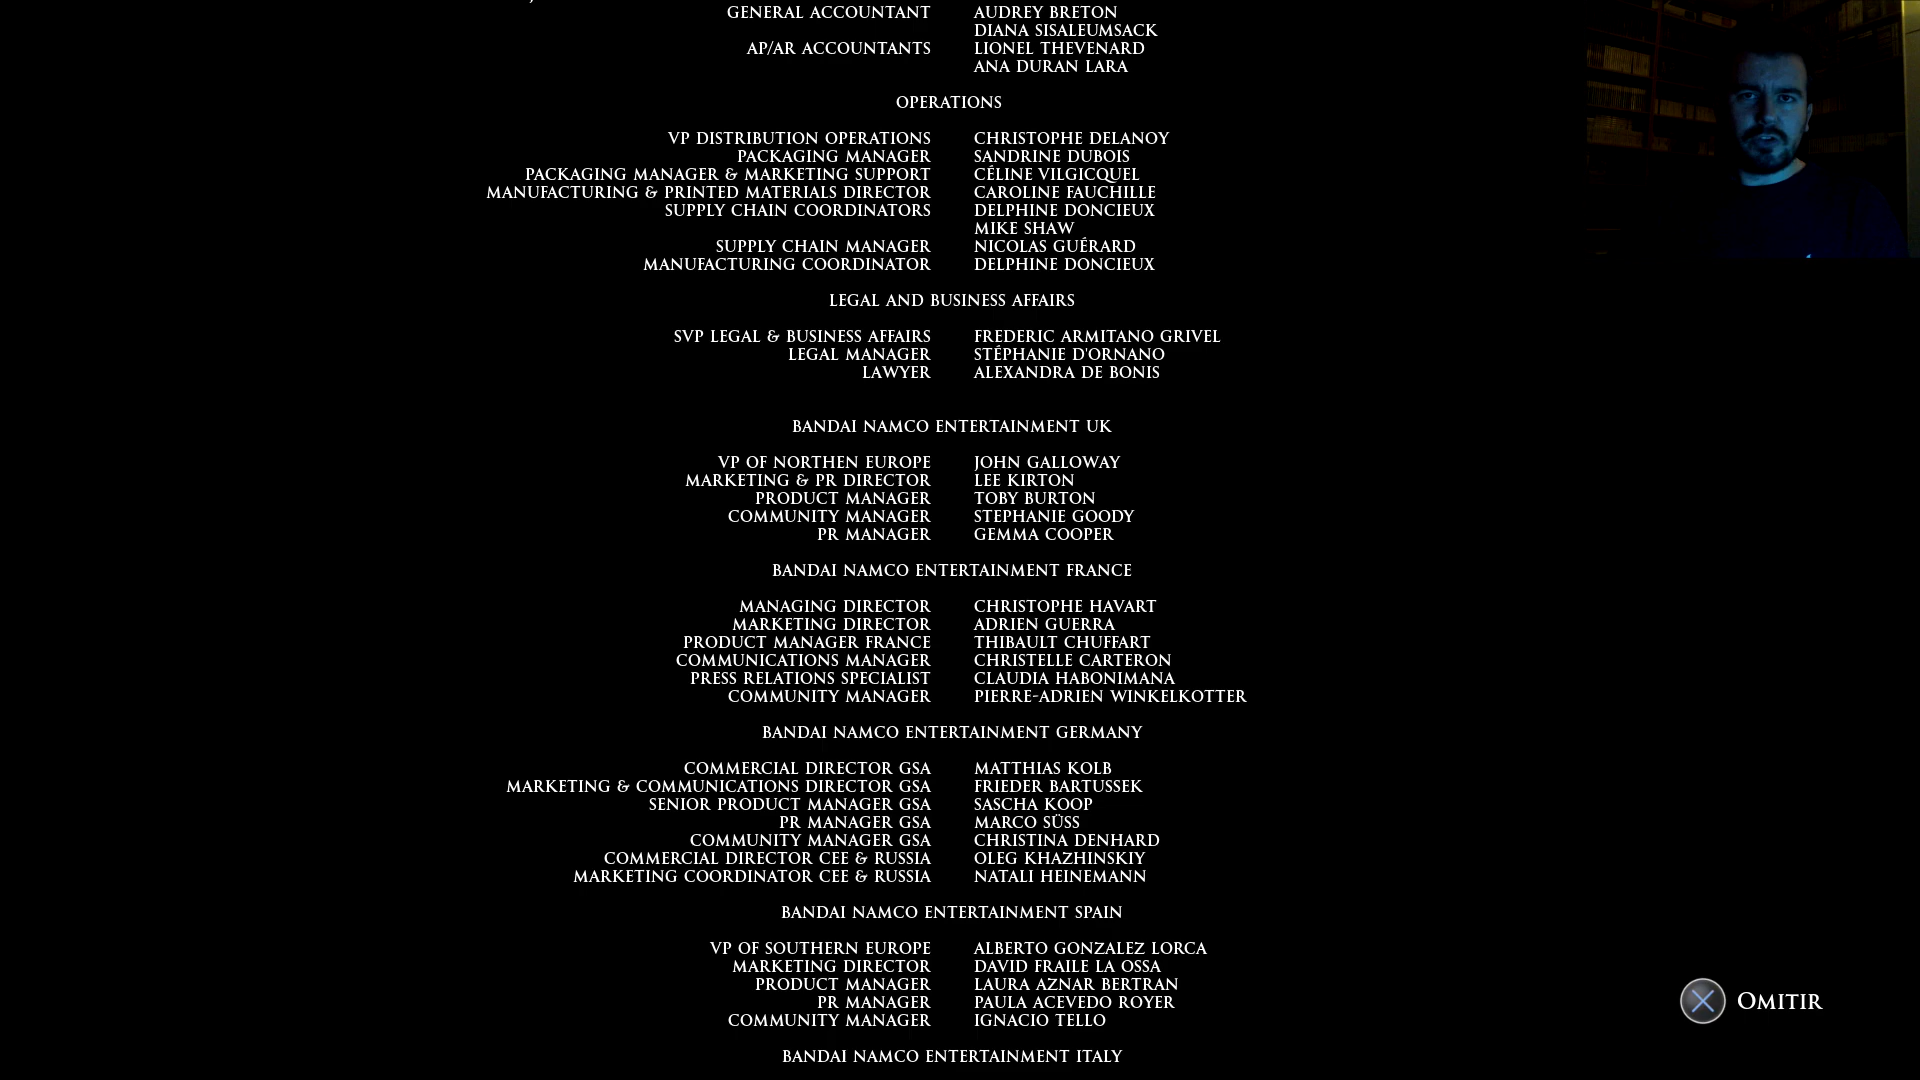 GENERAL ACCOUNTANT AUDREY BRETON
DIANA SISALEUMSACK
AP/AR ACCOUNTANTS LIONEL THEVENARD
ANA DURAN LARA
OPERATIONS
VP DISTRIBUTION OPERATIONS CHRISTOPHE DELANOY
PACKAGING MANAGER SANDRINE DUBOIS
PACKAGING MANAGER & MARKETING SUPPORT CÉLINE VILGICQUEL
MANUFACTURING & PRINTED MATERIALS DIRECTOR CAROLINE FAUCHILLE
SUPPLY CHAIN COORDINATORS DELPHINE DONCIEUX
MIKE SHAW
SUPPLY CHAIN MANAGER NICOLAS GUÉRARD
MANUFACTURING COORDINATOR DELPHINE DONCIEUX
LEGAL AND BUSINESS AFFAIRS
SVP LEGAL & BUSINESS AFFAIRS FREDERIC ARMITANO GRIVEL
LEGAL MANAGER STÉPHANIE D'ORNANO
LAWYER ALEXANDRA DE BONIS
BANDAI NAMCO ENTERTAINMENT UK
VP OF NORTHEN EUROPE JOHN GALLOWAY
MARKETING & PR DIRECTOR LEE KIRTON
PRODUCT MANAGER TOBY BURTON
COMMUNITY MANAGER STEPHANIE GOODY
PR MANAGER GEMMA COOPER
BANDAI NAMCO ENTERTAINMENT FRANCE
MANAGING DIRECTOR CHRISTOPHE HAVART
MARKETING DIRECTOR ADRIEN GUERRA
PRODUCT MANAGER FRANCE THIBAULT CHUFFART
COMMUNICATIONS MANAGER CHRISTELLE CARTERON
PRESS RELATIONS SPECIALIST CLAUDIA HABONIMANA
COMMUNITY MANAGER PIERRE-ADRIEN WINKELKOTTER
BANDAI NAMCO ENTERTAINMENT GERMANY
COMMERCIAL DIRECTOR GSA MATTHIAS KOLB
MARKETING & COMMUNICATIONS DIRECTOR GSA FRIEDER BARTUSSEK
SENIOR PRODUCT MANAGER GSA SASCHA KOOP
PR MANAGER GSA MARCO SÜSS
COMMUNITY MANAGER GSA CHRISTINA DENHARD
COMMERCIAL DIRECTOR CEE & RUSSIA OLEG KHAZHINSKIY
MARKETING COORDINATOR CEE & RUSSIA NATALI HEINEMANN
BANDAI NAMCO ENTERTAINMENT SPAIN
VP OF SOUTHERN EUROPE ALBERTO GONZALEZ LORCA
MARKETING DIRECTOR DAVID FRAILE LA OSSA
PRODUCT MANAGER LAURA AZNAR BERTRAN
PR MANAGER PAULA ACEVEDO ROYER
COMMUNITY MANAGER IGNACIO TELLO
BANDAI NAMCO ENTERTAINMENT ITALY
OMITIR